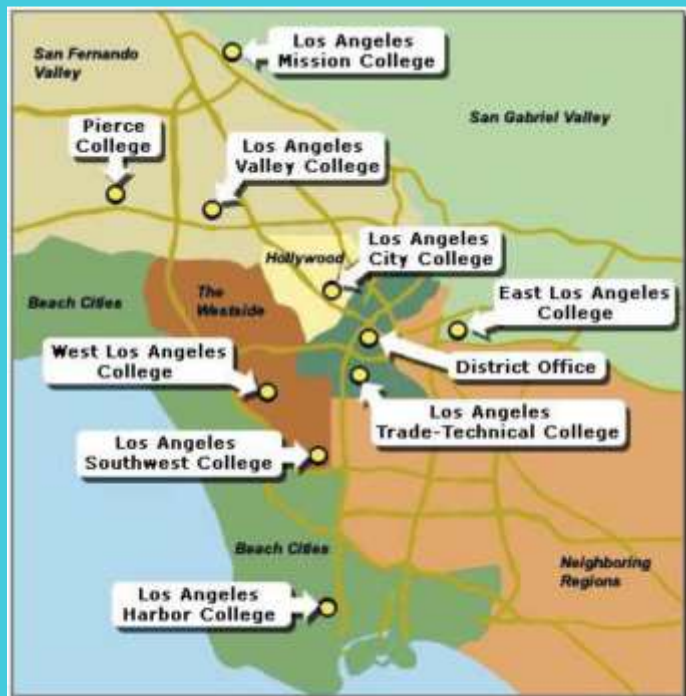 San Fernando
Valley
Los Angeles
Mission College
San Gabriel Valley
Pierce
College
Los Angeles
Valley College
Hollywood
Los Angeles
City College
Beach Cities
The
Westside
East Los Angeles
College
West Los Angeles
College
District Office
Los Angeles
Trade-Technical College
Los Angeles
Southwest College
Beach Cities
Neighboring
Regions
Los Angeles
Harbor College